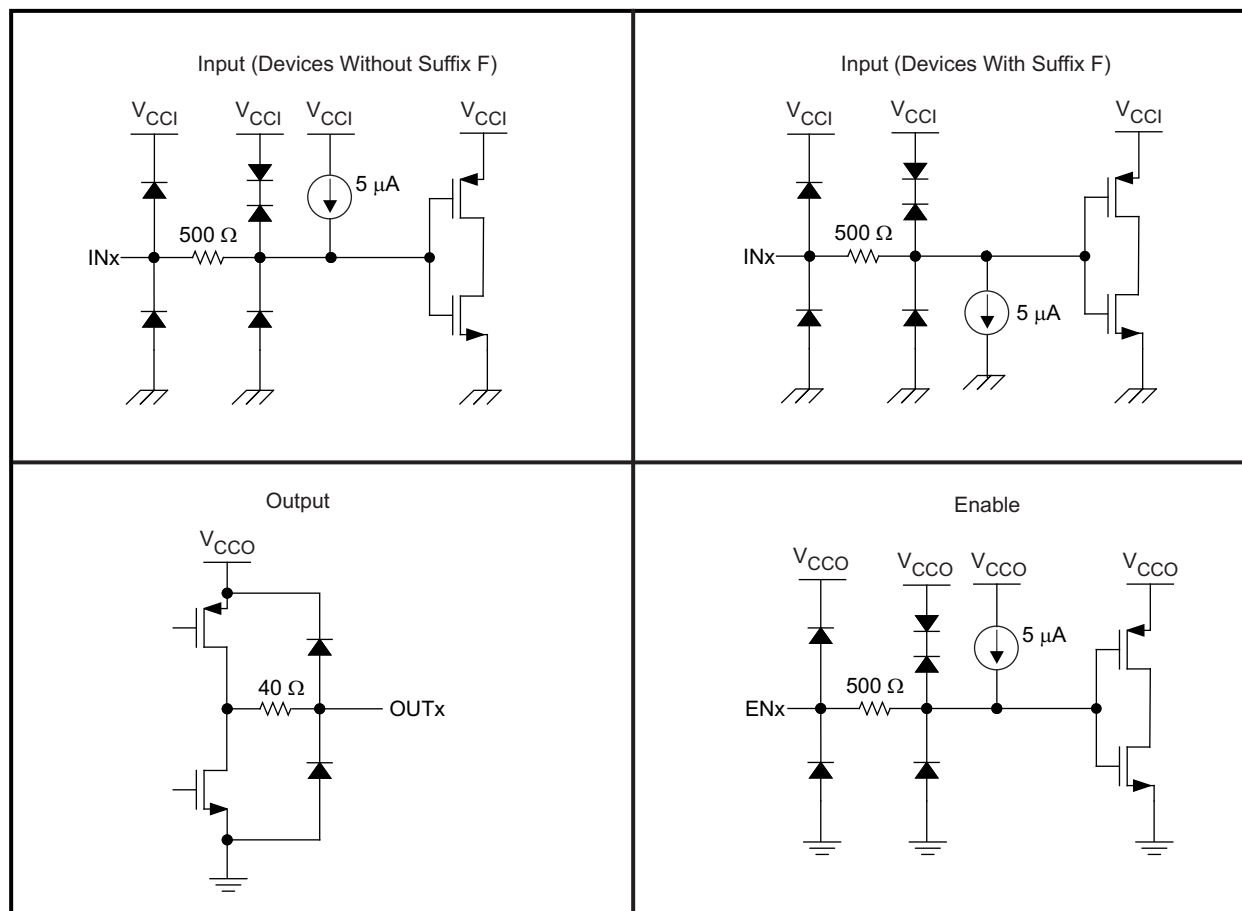 Input (Devices Without Suffix F)
V_CCI V_CCI V_CCI V_CCI
5 μA
500 Ω
INx
Input (Devices With Suffix F)
V_CCI V_CCI V_CCI
500 Ω
INx
5 μA
Output
V_CCO
40 Ω
OUTx
Enable
V_CCO V_CCO V_CCO V_CCO
5 μA
500 Ω
ENx